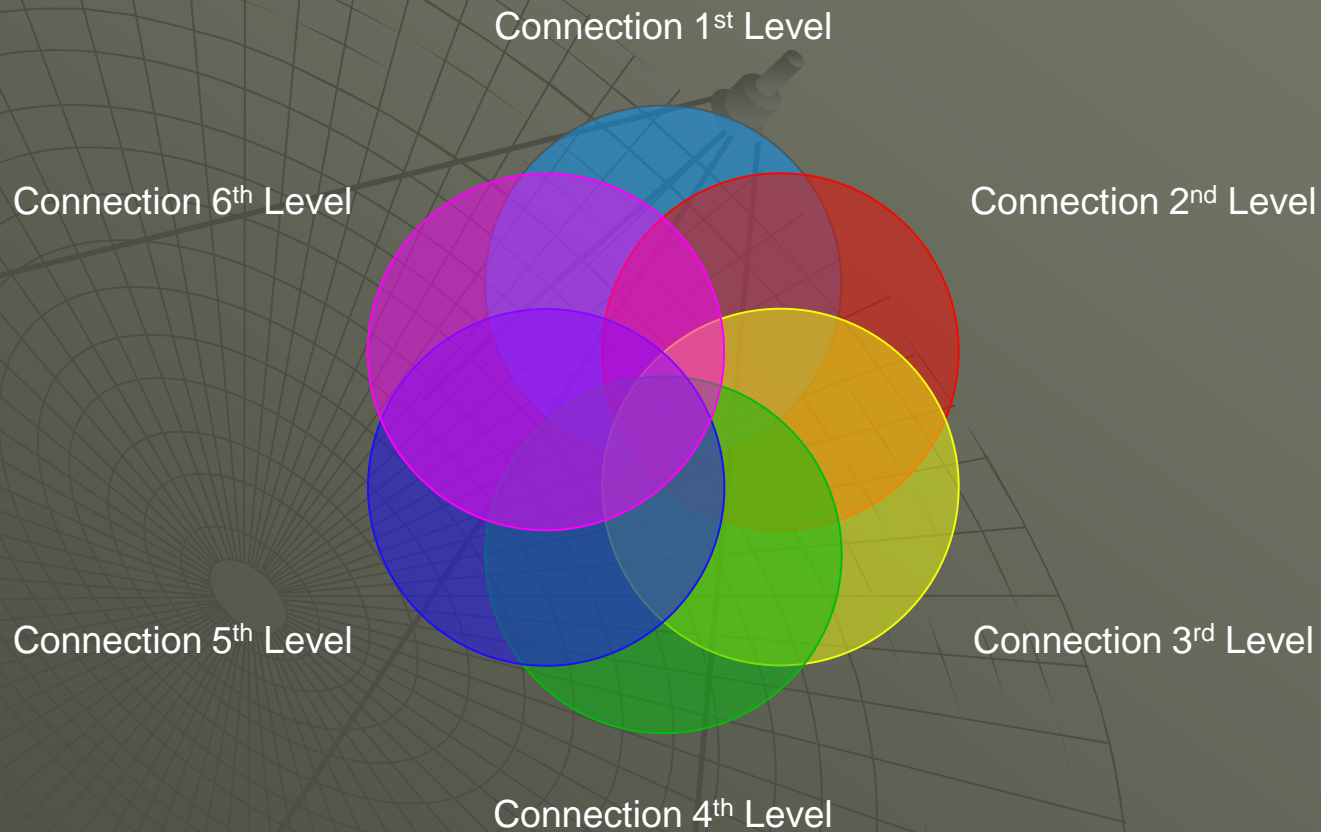 Connection 1st Level
Connection 6th Level
Connection 2nd Level
Connection 5th Level
Connection 3rd Level
Connection 4th Level